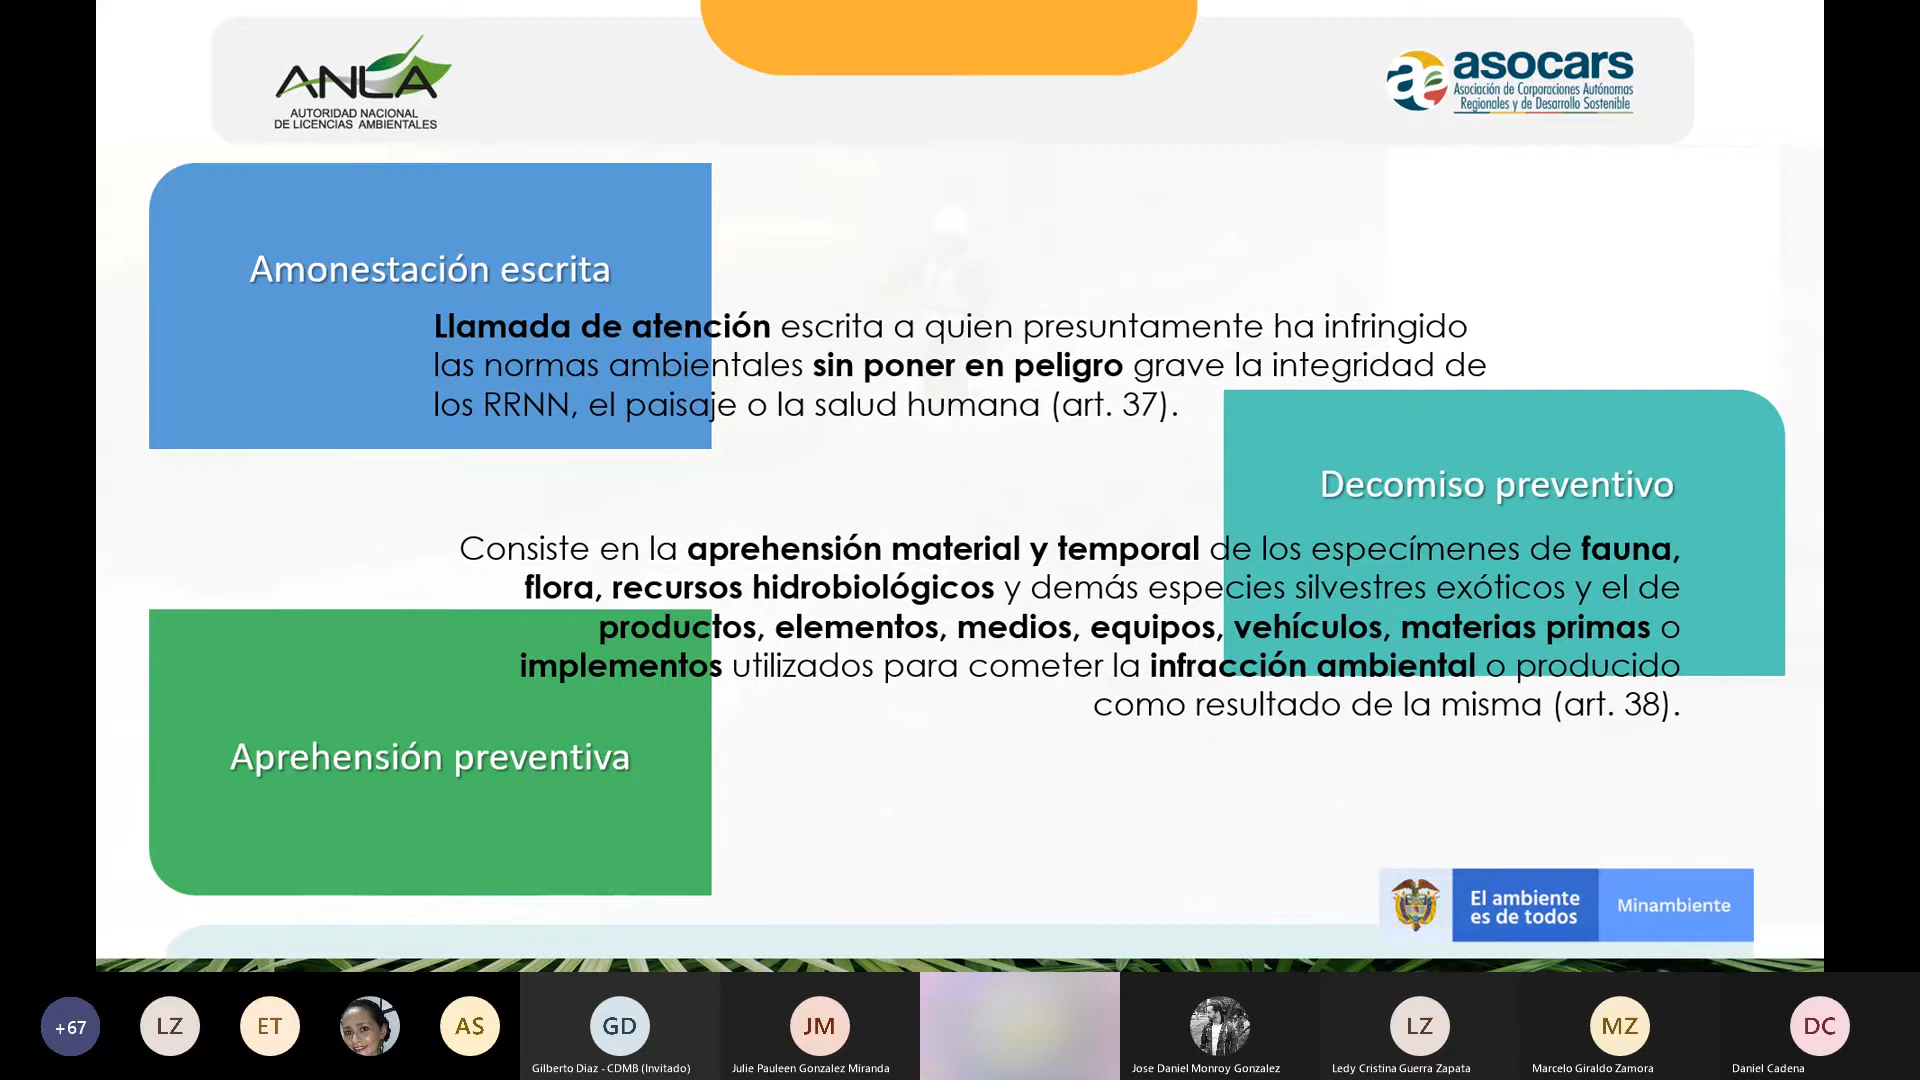 ANLA
AUTORIDAD NACIONAL
DE LICENCIAS AMBIENTALES
asocars
Asociación de Corporaciones Autónomas
Regionales y de Desarrollo Sostenible
Amonestación escrita
Llamada de atención escrita a quien presuntamente ha infringido
las normas ambientales sin poner en peligro grave la integridad de
los RRNN, el paisaje o la salud humana (art. 37).
Decomiso preventivo
Consiste en la aprehensión material y temporal de los especímenes de fauna,
flora, recursos hidrobiológicos y demás especies silvestres exóticos y el de
productos, elementos, medios, equipos, vehículos, materias primas o
implementos utilizados para cometer la infracción ambiental o producido
como resultado de la misma (art. 38).
Aprehensión preventiva
El ambiente
es de todos
Minambiente
+67
LZ
ET
AS
GD
JM
LZ
MZ
DC
Gilberto Diaz - CDMB (Invitado)
Julie Pauleen Gonzalez Miranda
Jose Daniel Monroy Gonzalez
Ledy Cristina Guerra Zapata
Marcelo Giraldo Zamora
Daniel Cadena